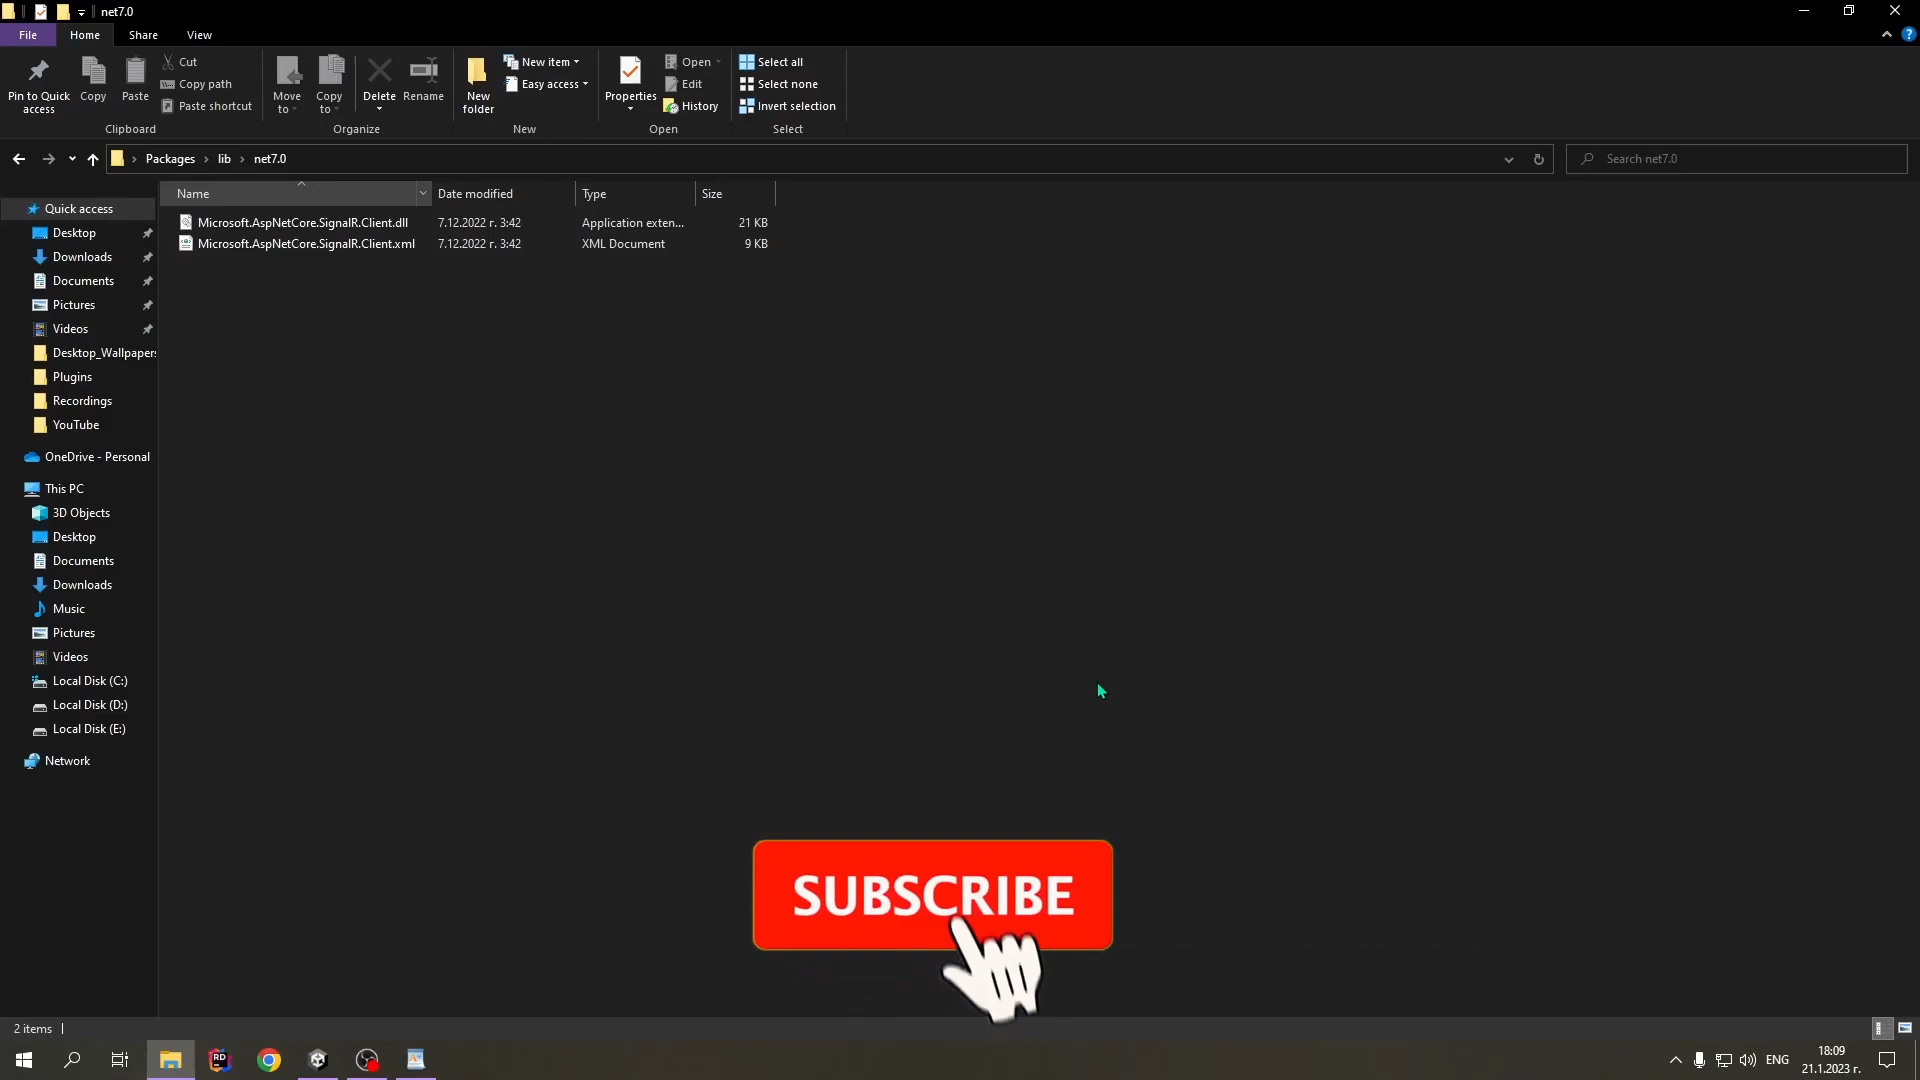 net7.0
File
Home
Share
View
Pin to Quick access
Copy
Paste
Cut
Copy path
Paste shortcut
Clipboard
Move to
Copy to
Delete
Rename
Organize
New folder
New item
Easy access
New
Properties
Open
Edit
History
Open
Select all
Select none
Invert selection
Select
Packages
lib
net7.0
Search net7.0
Name
Date modified
Type
Size
Microsoft.AspNetCore.SignalR.Client.dll
7.12.2022 г. 3:42
Application exten...
21 KB
Microsoft.AspNetCore.SignalR.Client.xml
7.12.2022 г. 3:42
XML Document
9 KB
Quick access
Desktop
Downloads
Documents
Pictures
Videos
Desktop_Wallpapers
Plugins
Recordings
YouTube
OneDrive - Personal
This PC
3D Objects
Desktop
Documents
Downloads
Music
Pictures
Videos
Local Disk (C:)
Local Disk (D:)
Local Disk (E:)
Network
SUBSCRIBE
2 items
RD
ENG
18:09
21.1.2023 г.